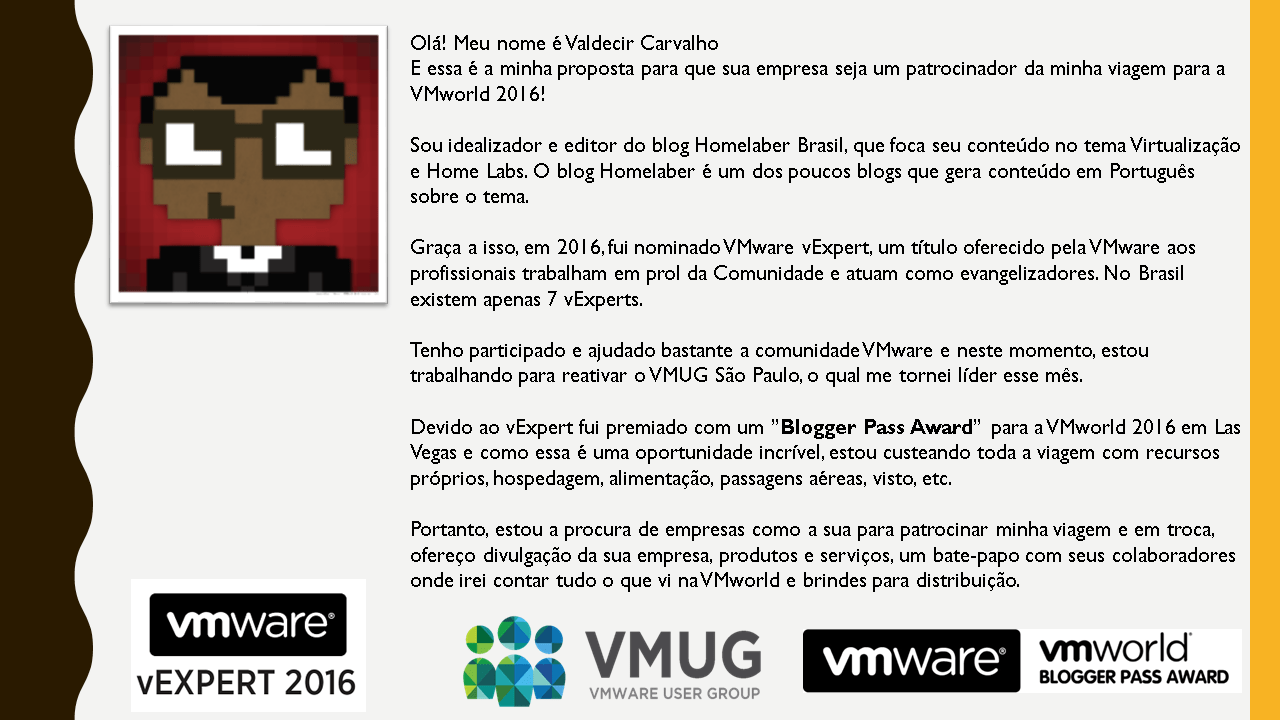 Olá! Meu nome é Valdecir Carvalho
E essa é a minha proposta para que sua empresa seja um patrocinador da minha viagem para a
VMworld 2016!
Sou idealizador e editor do blog Homelaber Brasil, que foca seu conteúdo no tema Virtualização
e Home Labs. O blog Homelaber é um dos poucos blogs que gera conteúdo em Português
sobre o tema.
Graça a isso, em 2016, fui nominado VMware vExpert, um título oferecido pela VMware aos
profissionais trabalham em prol da Comunidade e atuam como evangelizadores. No Brasil
existem apenas 7 vExperts.
Tenho participado e ajudado bastante a comunidade VMware e neste momento, estou
trabalhando para reativar o VMUG São Paulo, o qual me tornei líder esse mês.
Devido ao vExpert fui premiado com um ”Blogger Pass Award” para a VMworld 2016 em Las
Vegas e como essa é uma oportunidade incrível, estou custeando toda a viagem com recursos
próprios, hospedagem, alimentação, passagens aéreas, visto, etc.
Portanto, estou a procura de empresas como a sua para patrocinar minha viagem e em troca,
ofereço divulgação da sua empresa, produtos e serviços, um bate-papo com seus colaboradores
onde irei contar tudo o que vi na VMworld e brindes para distribuição.
vmware®
vEXPERT 2016
VMUG
VMWARE USER GROUP
vmware®
vmworld®
BLOGGER PASS AWARD